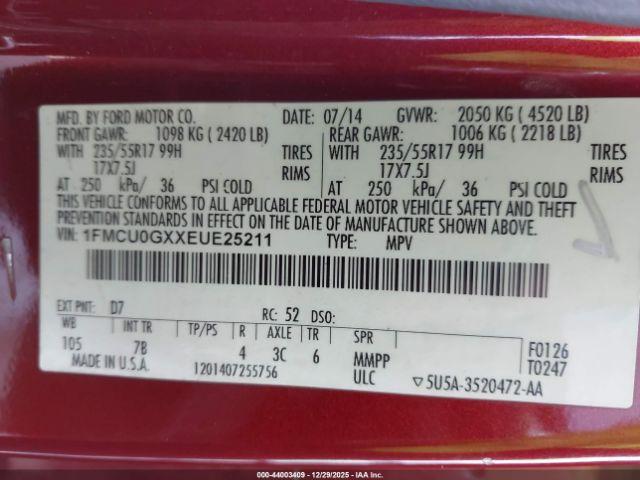 MFD. BY FORD MOTOR CO. DATE: 07/14 GVWR: 2050 KG ( 4520 LB)
FRONT GAWR: 1098 KG ( 2420 LB) REAR GAWR: 1006 KG ( 2218 LB)
WITH 235/55R17 99H TIRES WITH 235/55R17 99H TIRES
17X7.5J RIMS 17X7.5J RIMS
AT 250 kPa/ 36 PSI COLD AT 250 kPa/ 36 PSI COLD
THIS VEHICLE CONFORMS TO ALL APPLICABLE FEDERAL MOTOR VEHICLE SAFETY AND THEFT
PREVENTION STANDARDS IN EFFECT ON THE DATE OF MANUFACTURE SHOWN ABOVE.
VIN: 1FMCU0GXXEUE25211 TYPE: MPV
EXT PNT: D7 RC: 52 DSO:
WB INT TR TP/PS R AXLE TR SPR
105 7B 4 3C 6 MMPP F0126
MADE IN U.S.A. 1201407255756 ULC T0247
▽5U5A-3520472-AA
000-44003409 - 12/29/2025 - IAA Inc.